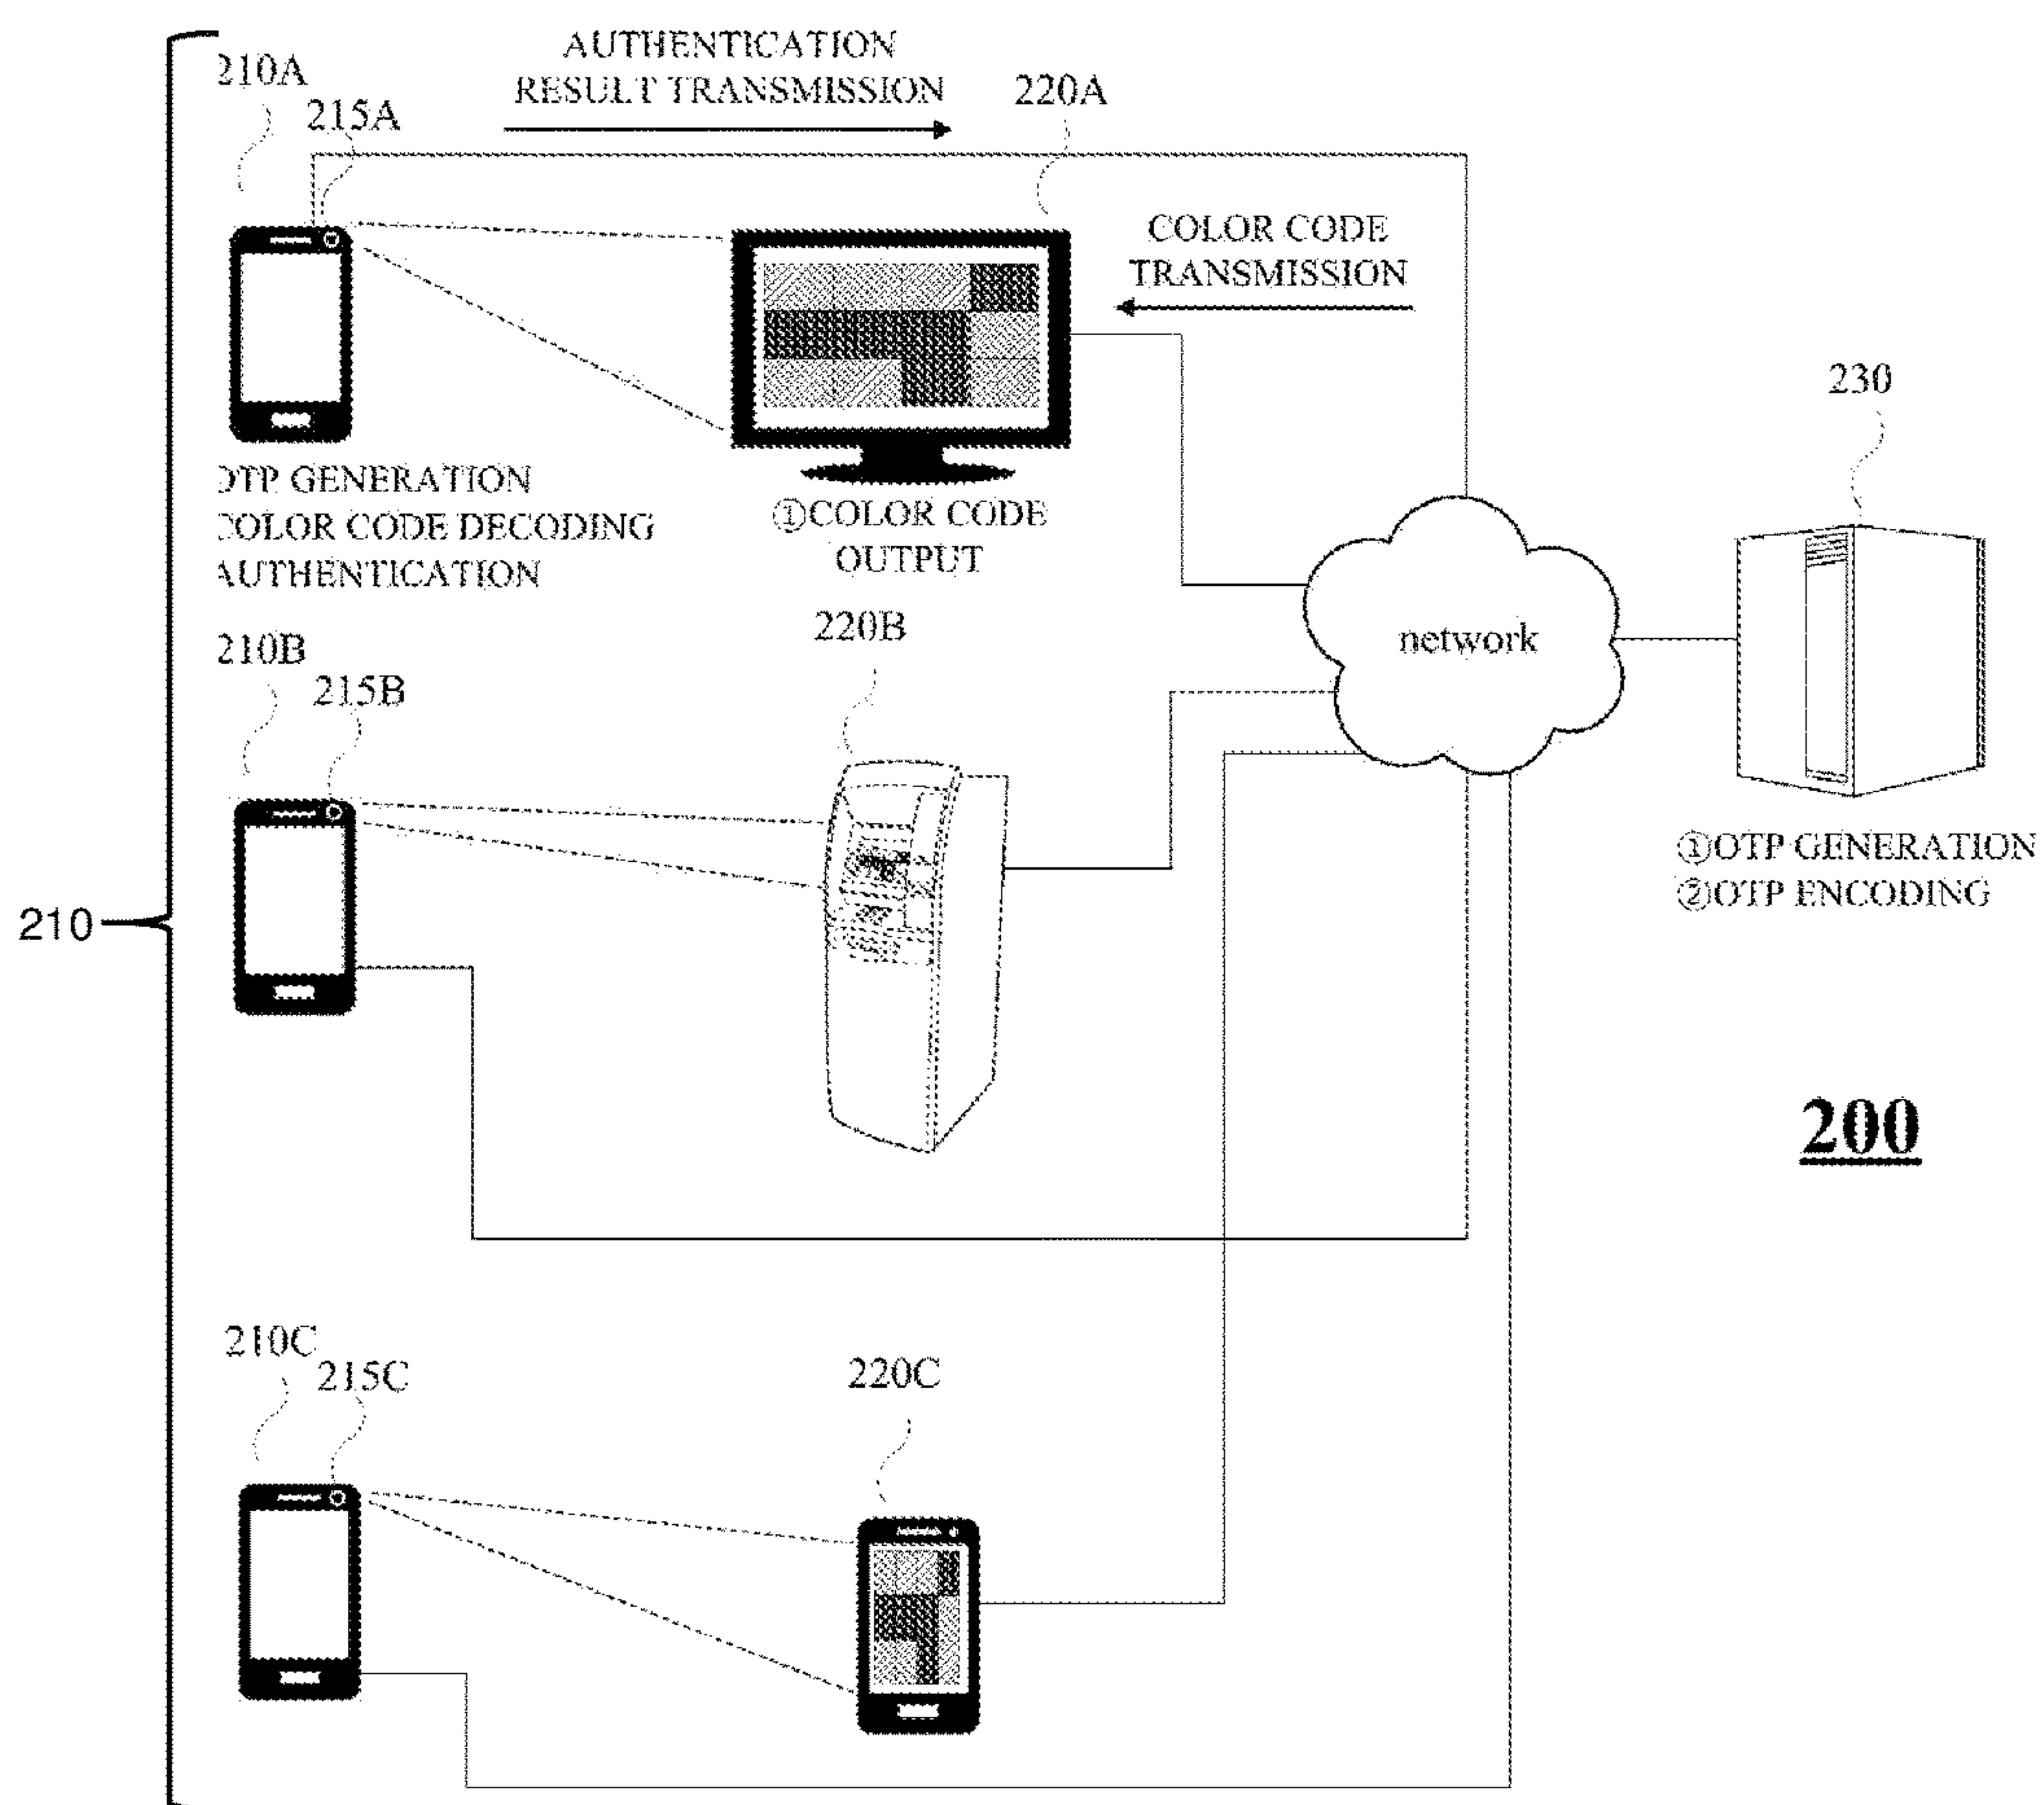 AUTHENTICATION
RESULT TRANSMISSION
210A
215A
220A
COLOR CODE
TRANSMISSION
230
OTP GENERATION
COLOR CODE DECODING
AUTHENTICATION
①COLOR CODE
OUTPUT
210B
215B
220B
network
①OTP GENERATION
②OTP ENCODING
210
200
210C
215C
220C